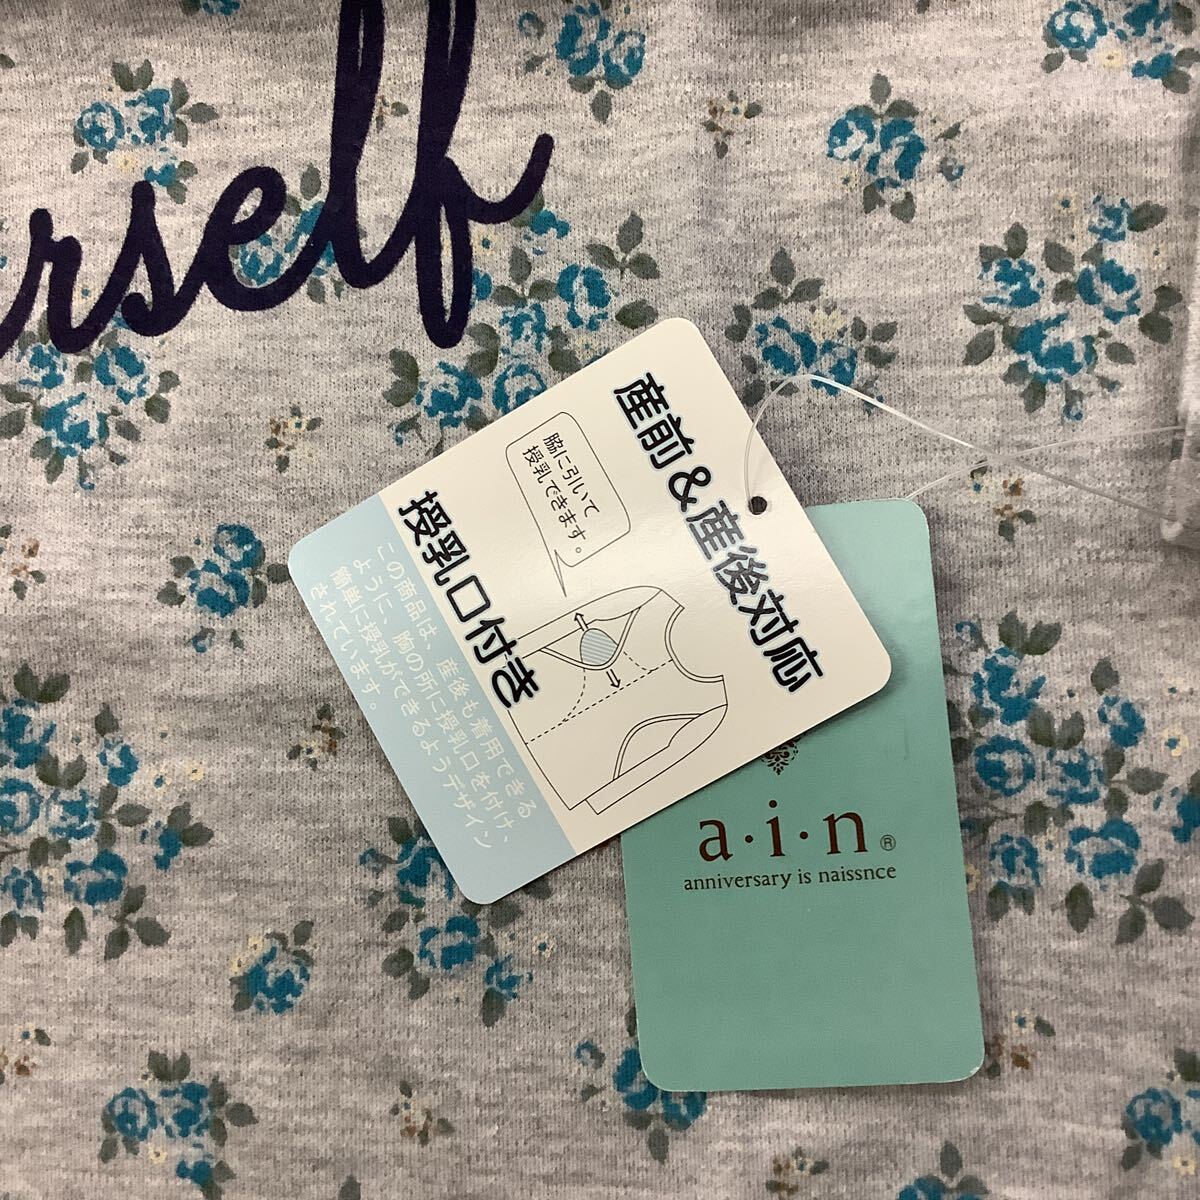 rself
産前&産後対応
脇に引いて
授乳できます。
授乳口付き
この商品は、産後も着用できる
ように、胸の所に授乳口を付け、
簡単に授乳ができるようデザイン
されています。
a・i・n®
anniversary is naissnce